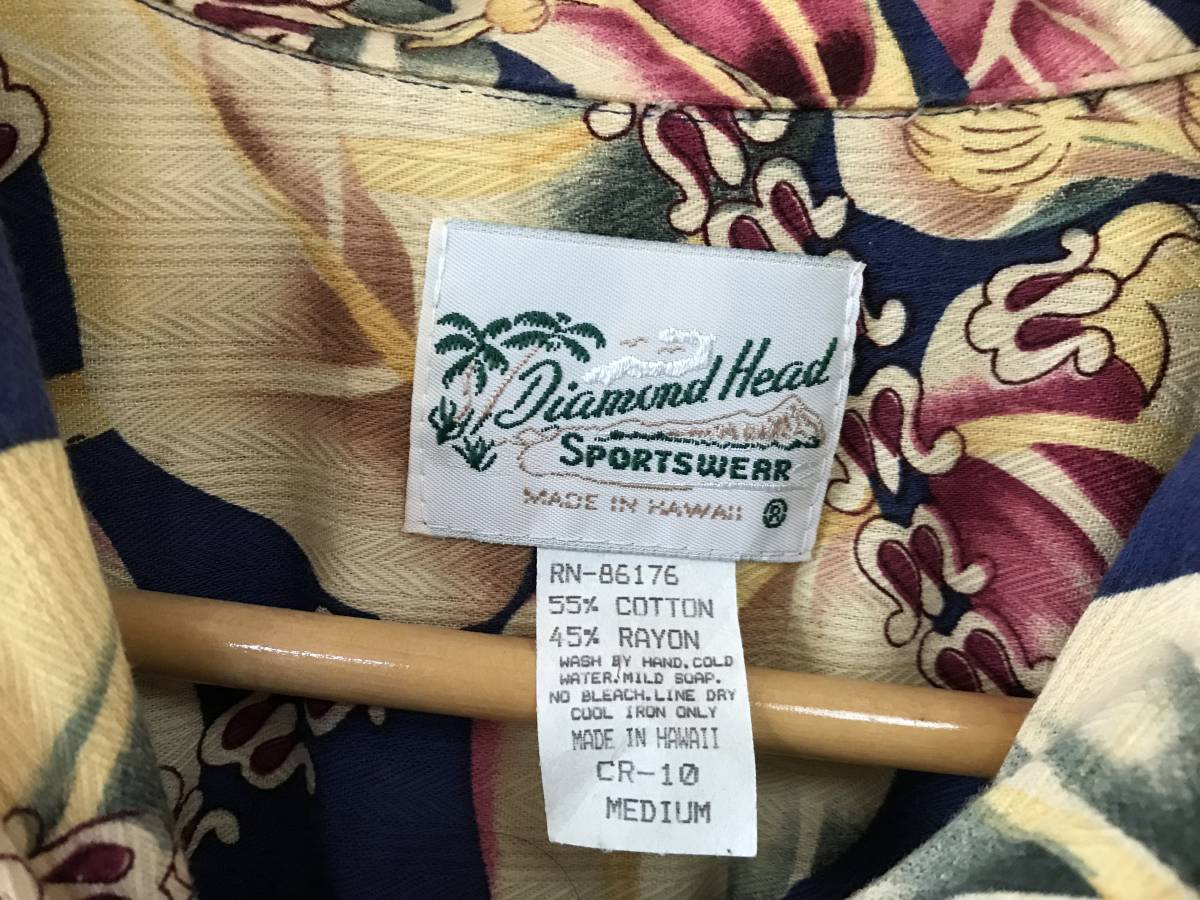 Diamond Head
SPORTSWEAR
MADE IN HAWAII ®
RN-86176
55% COTTON
45% RAYON
WASH BY HAND.COLD
WATER.MILD SOAP.
NO BLEACH.LINE DRY
COOL IRON ONLY
MADE IN HAWAII
CR-10
MEDIUM